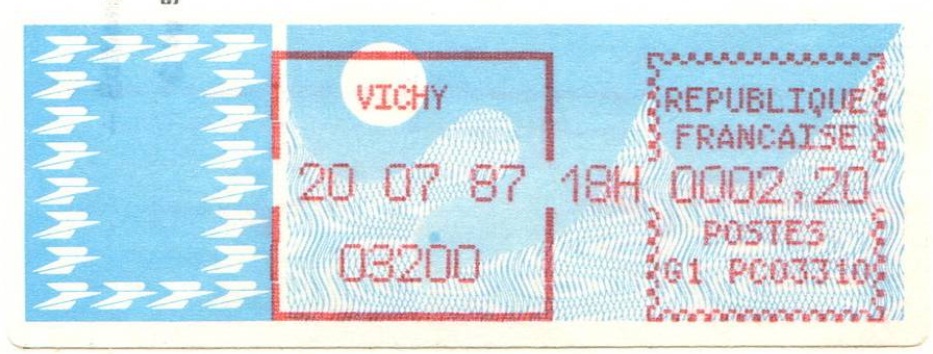 VICHY
20 07 87 18H
03200
REPUBLIQUE
FRANCAISE
0002,20
POSTES
G1 PC03310